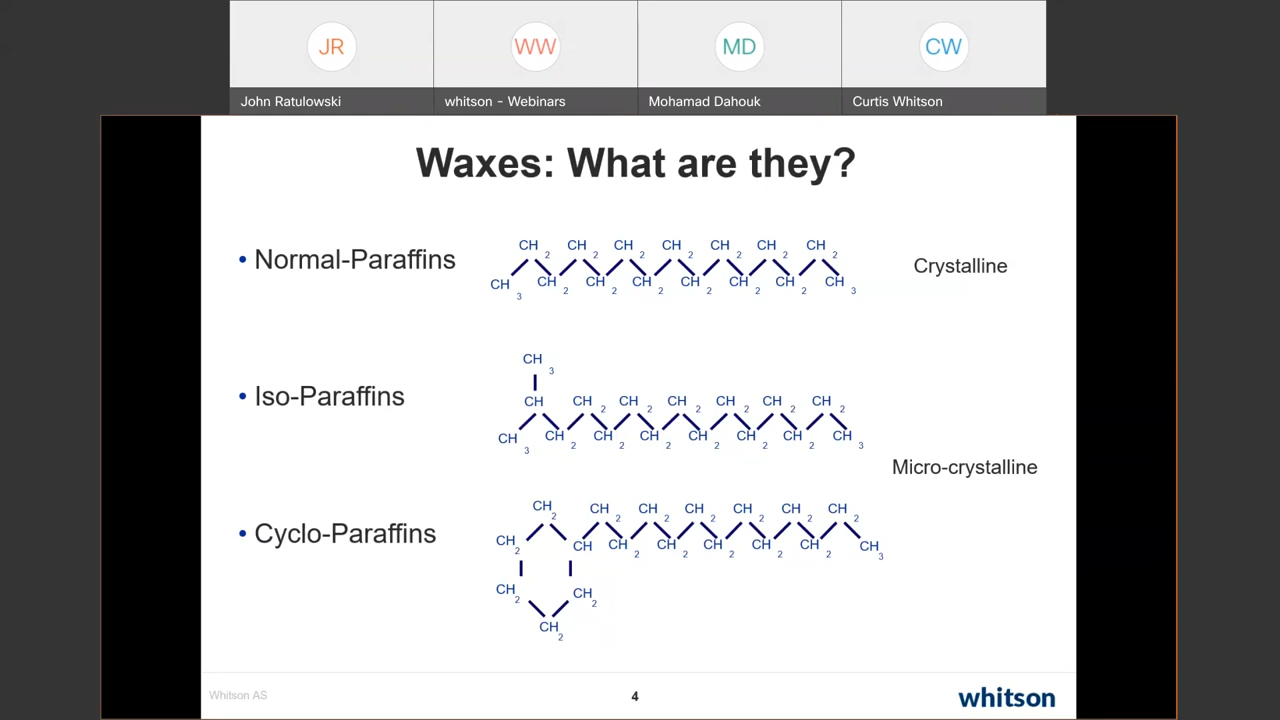 JR WW MD CW
John Ratulowski whitson - Webinars Mohamad Dahouk Curtis Whitson
Waxes: What are they?
CH2 CH2 CH2 CH2 CH2 CH2 CH2
• Normal-Paraffins
Crystalline
CH3 CH2 CH2 CH2 CH2 CH2 CH2 CH3
CH3
• Iso-Paraffins
CH CH2 CH2 CH2 CH2 CH2 CH2
CH3 CH2 CH2 CH2 CH2 CH2 CH2 CH3
Micro-crystalline
CH2 CH2 CH2 CH2 CH2 CH2 CH2
• Cyclo-Paraffins
CH2 CH CH2 CH2 CH2 CH2 CH2 CH3
CH2 CH2
CH2
Whitson AS 4 whitson